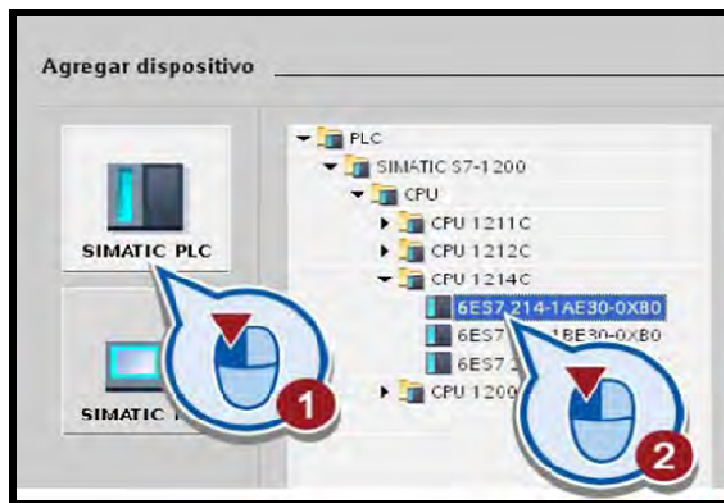 Agregar dispositivo
SIMATIC PLC
SIMATIC
PLC
SIMATIC S7-1200
CPU
CPU 1211C
CPU 1212C
CPU 1214C
6ES7 214-1AE30-0XB0
6ES7 1BE30-0XB0
6ES7
CPU 1200
1
2